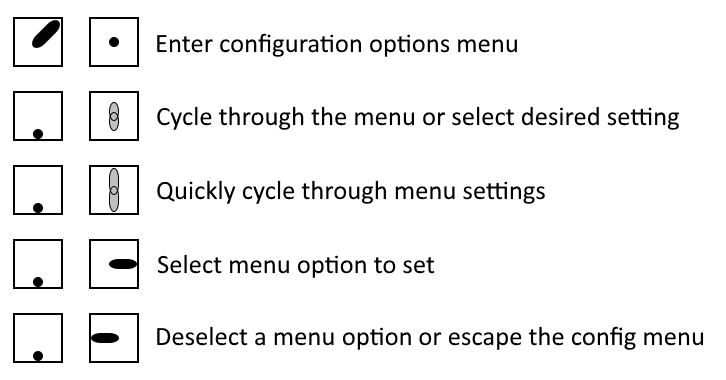 Enter configuration options menu
Cycle through the menu or select desired setting
Quickly cycle through menu settings
Select menu option to set
Deselect a menu option or escape the config menu